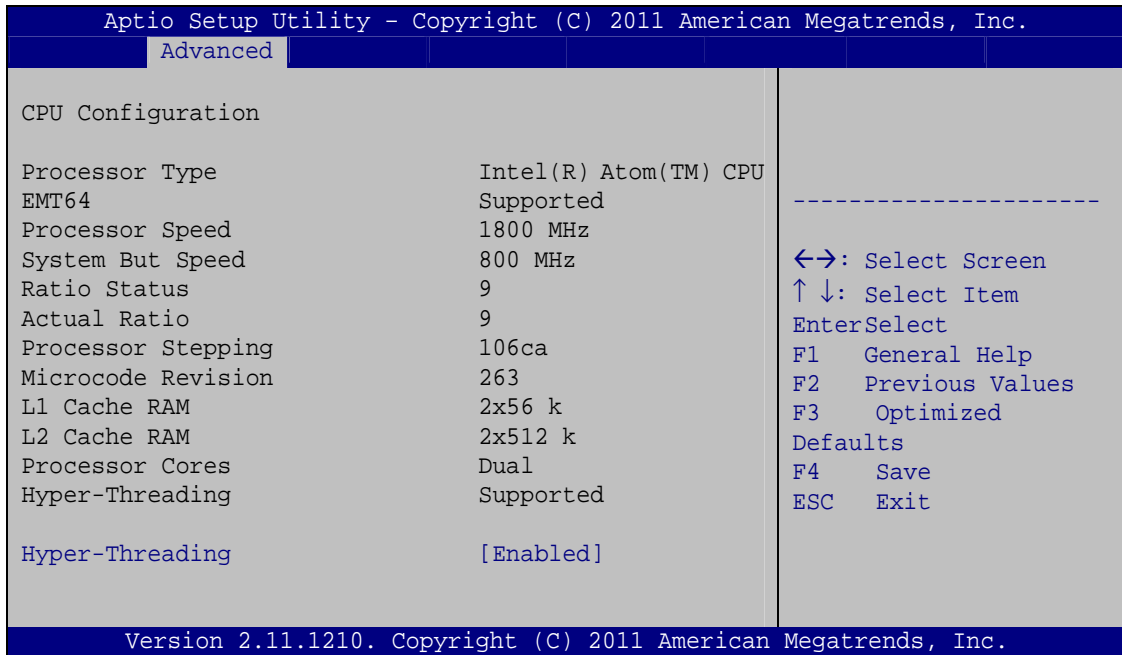 Aptio Setup Utility – Copyright (C) 2011 American Megatrends, Inc.
Advanced
CPU Configuration
Processor Type Intel(R) Atom(TM) CPU
EMT64 Supported
Processor Speed 1800 MHz
System But Speed 800 MHz
Ratio Status 9
Actual Ratio 9
Processor Stepping 106ca
Microcode Revision 263
L1 Cache RAM 2x56 k
L2 Cache RAM 2x512 k
Processor Cores Dual
Hyper-Threading Supported
Hyper-Threading [Enabled]
----------------------
←→: Select Screen
↑ ↓: Select Item
EnterSelect
F1 General Help
F2 Previous Values
F3 Optimized
Defaults
F4 Save
ESC Exit
Version 2.11.1210. Copyright (C) 2011 American Megatrends, Inc.